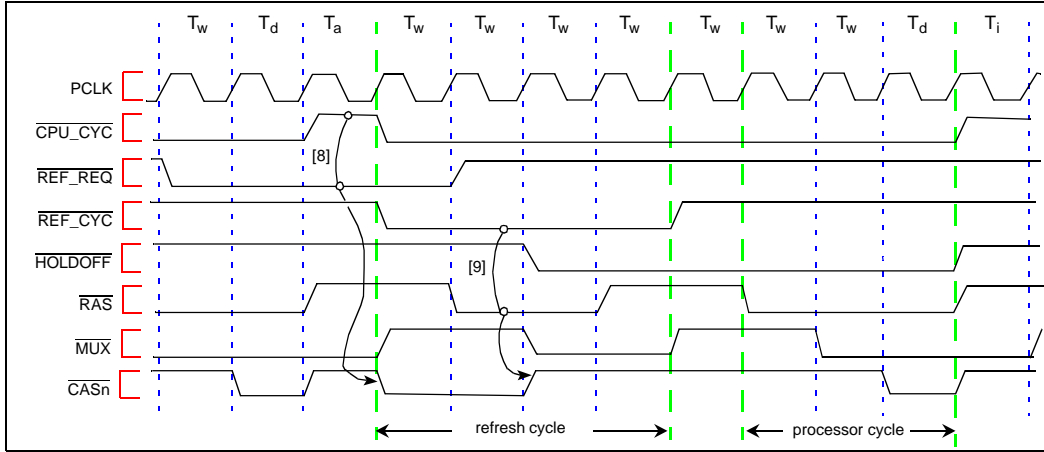 Tw Td Ta Tw Tw Tw Tw Tw Tw Tw Td Ti
PCLK
CPU_CYC
[8]
REF_REQ
REF_CYC
[9]
HOLDOFF
RAS
MUX
CASn
refresh cycle processor cycle